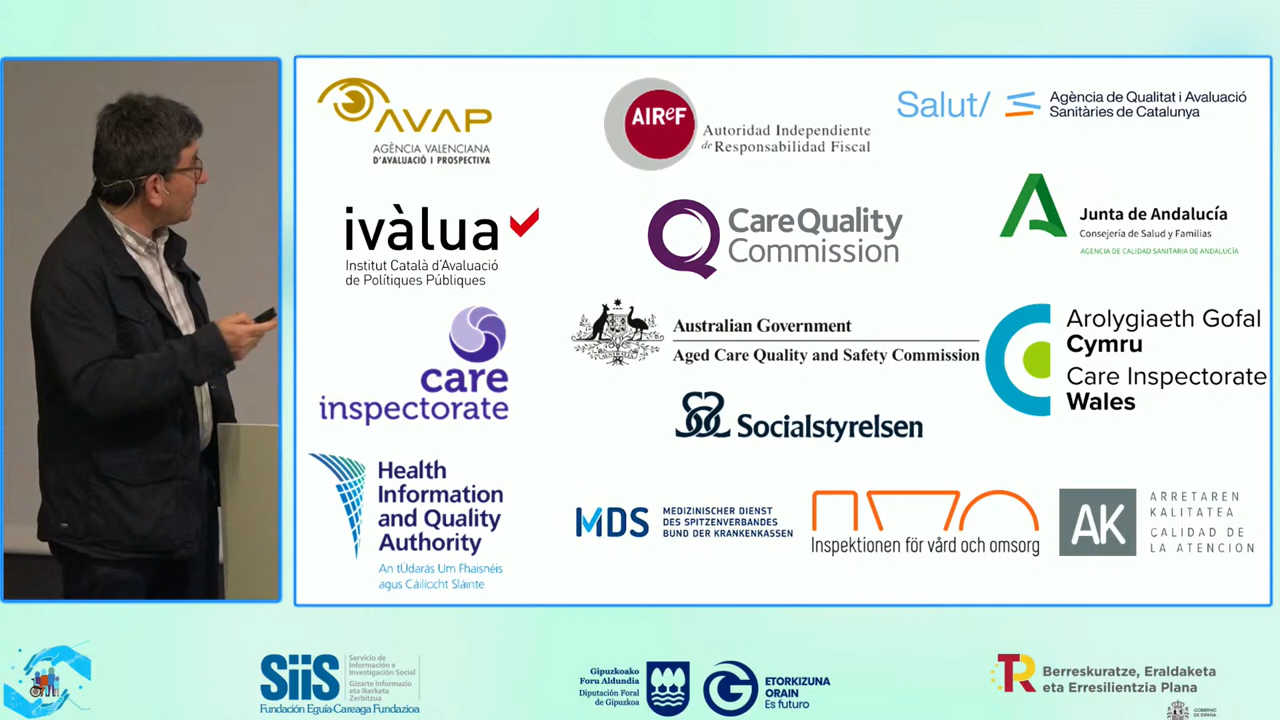 AVAP
AGÈNCIA VALENCIANA
D'AVALUACIÓ I PROSPECTIVA
AIReF
Autoridad Independiente
de Responsabilidad Fiscal
Salut/
Agència de Qualitat i Avaluació
Sanitàries de Catalunya
ivàlua
Institut Català d'Avaluació
de Polítiques Públiques
CareQuality
Commission
Junta de Andalucía
Consejería de Salud y Familias
AGENCIA DE CALIDAD SANITARIA DE ANDALUCÍA
care
inspectorate
Australian Government
Aged Care Quality and Safety Commission
Arolygiaeth Gofal
Cymru
Care Inspectorate
Wales
Socialstyrelsen
Health
Information
and Quality
Authority
An tÚdarás Um Fhaisnéis
agus Cáilíocht Sláinte
MDS
MEDIZINISCHER DIENST
DES SPITZENVERBANDES
BUND DER KRANKENKASSEN
Inspektionen för vård och omsorg
AK
ARRETAREN
KALITATEA
CALIDAD DE
LA ATENCION
SiiS
Servicio de
Información e
Investigación Social
Gizarte Informazio
eta Ikerketa
Zerbitzua
Fundación Eguía-Careaga Fundazioa
Gipuzkoako
Foru Aldundia
Diputación Foral
de Gipuzkoa
ETORKIZUNA
ORAIN
Es futuro
TR
Berreskuratze, Eraldaketa
eta Erresilientzia Plana
GOBIERNO
DE ESPAÑA